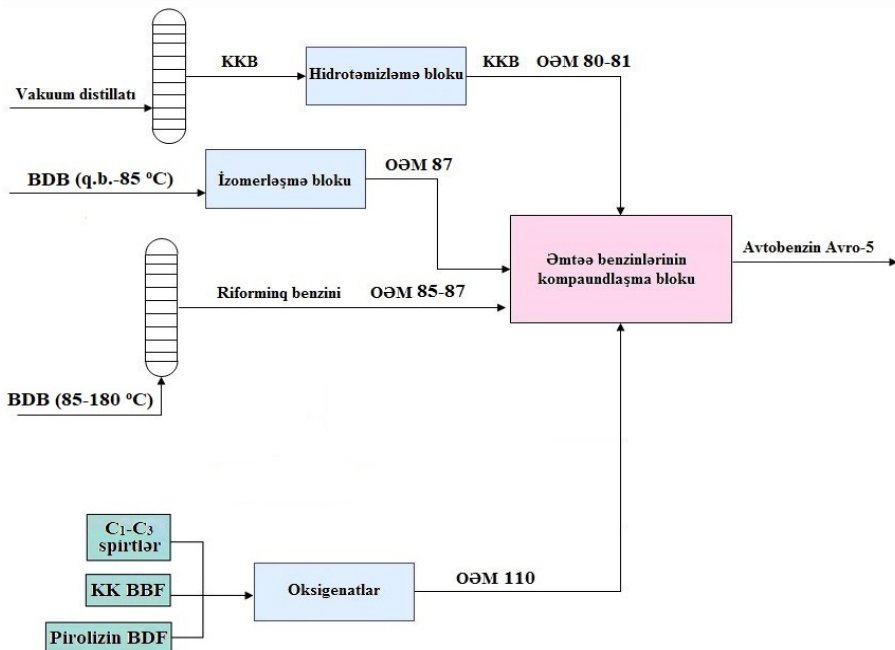 KKB
Hidrotəmizləmə bloku
KKB OƏM 80-81
Vakuum distillatı
BDB (q.b.-85 °C)
İzomerləşmə bloku
OƏM 87
Əmtəə benzinlərinin
kompaundlaşma bloku
Avtobenzin Avro-5
Riforminq benzini OƏM 85-87
BDB (85-180 °C)
C₁-C₃
spirtlər
KK BBF
Pirolizin BDF
Oksigenatlar
OƏM 110